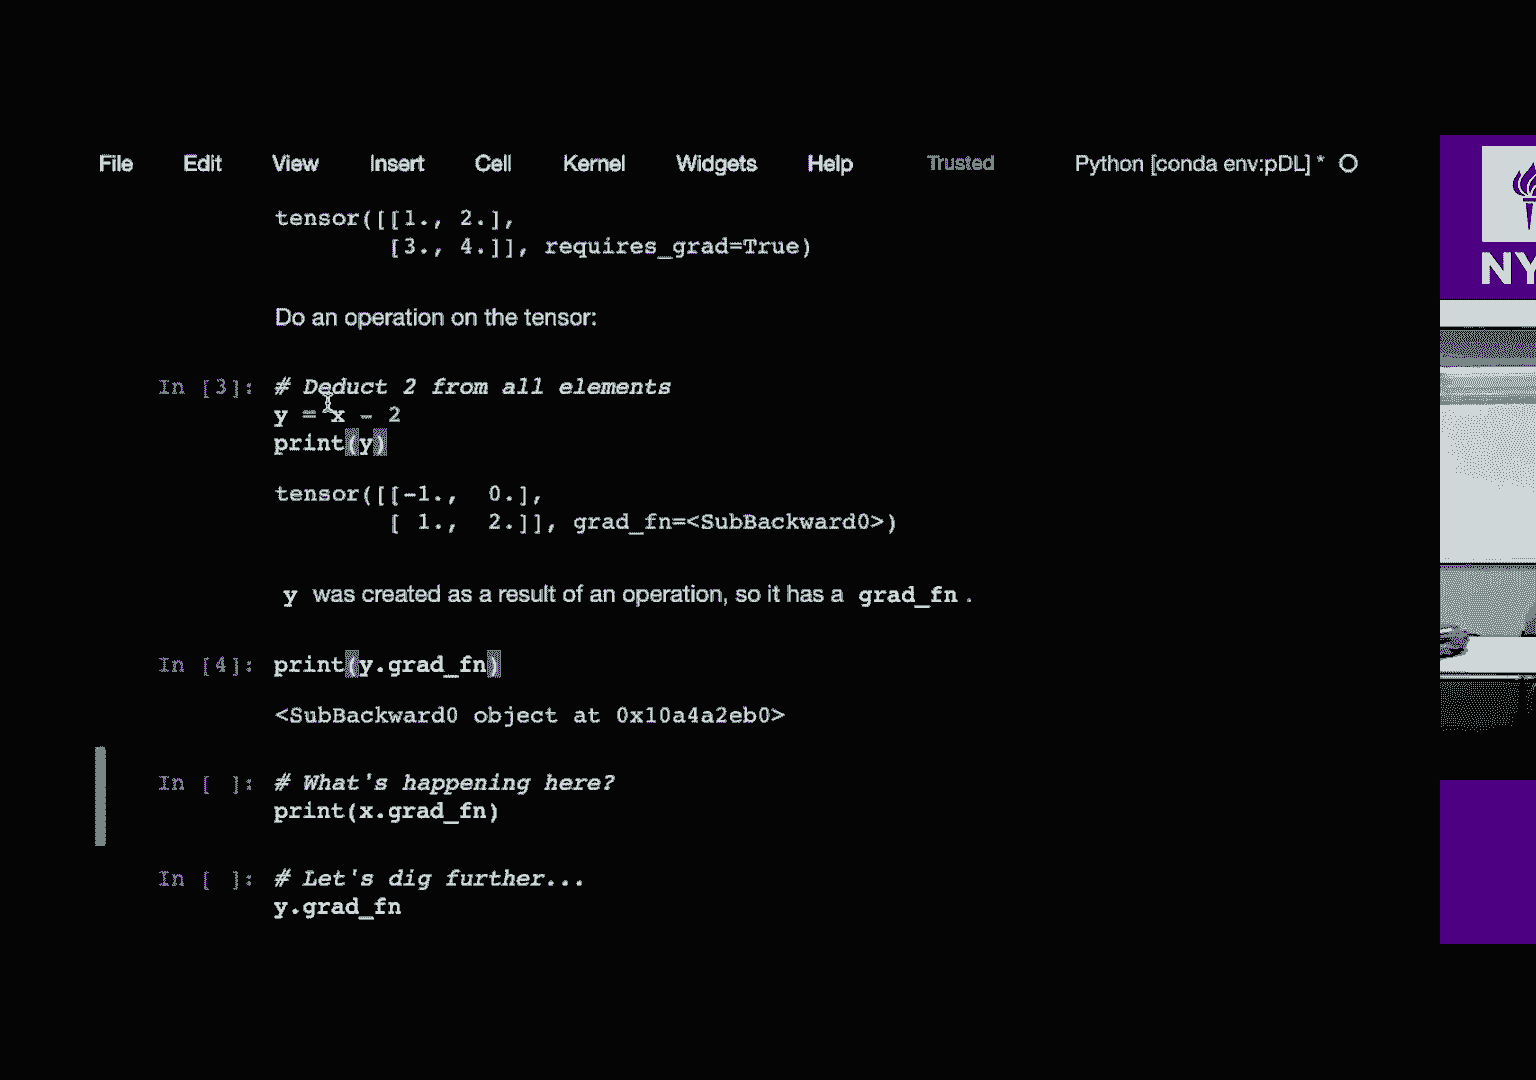 File Edit View Insert Cell Kernel Widgets Help Trusted Python [conda env:pDL] *
tensor([[1., 2.],
        [3., 4.]], requires_grad=True)
Do an operation on the tensor:
In [3]: # Deduct 2 from all elements
y = x - 2
print(y)
tensor([[-1.,  0.],
        [ 1.,  2.]], grad_fn=<SubBackward0>)
y was created as a result of an operation, so it has a grad_fn .
In [4]: print(y.grad_fn)
<SubBackward0 object at 0x10a4a2eb0>
In [ ]: # What's happening here?
print(x.grad_fn)
In [ ]: # Let's dig further...
y.grad_fn
NY